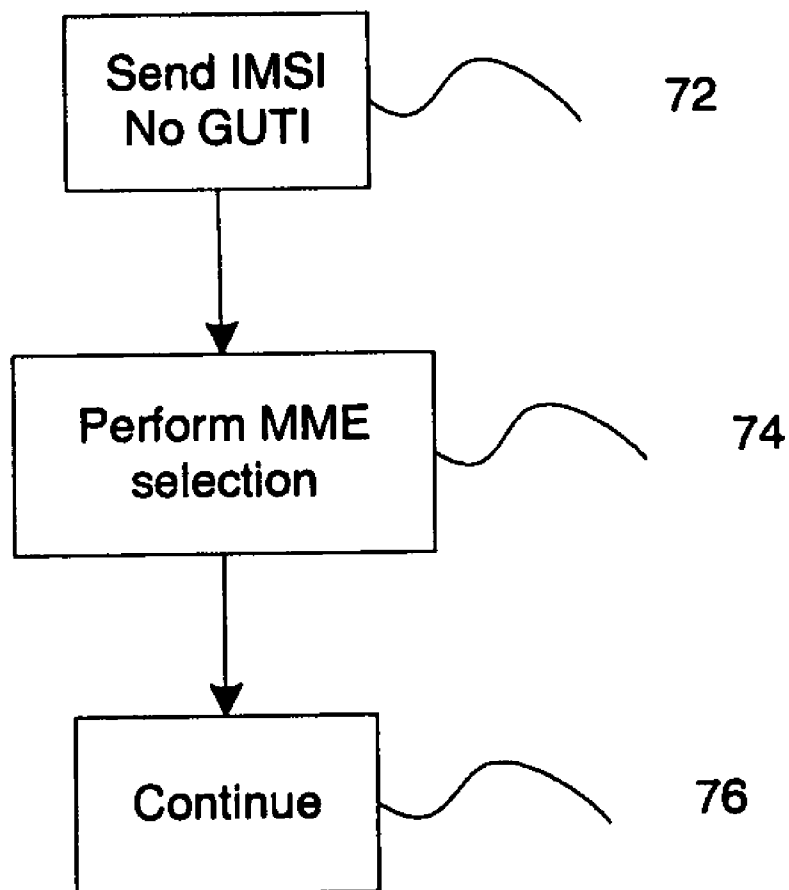 Send IMSI
No GUTI
72
Perform MME
selection
74
Continue
76